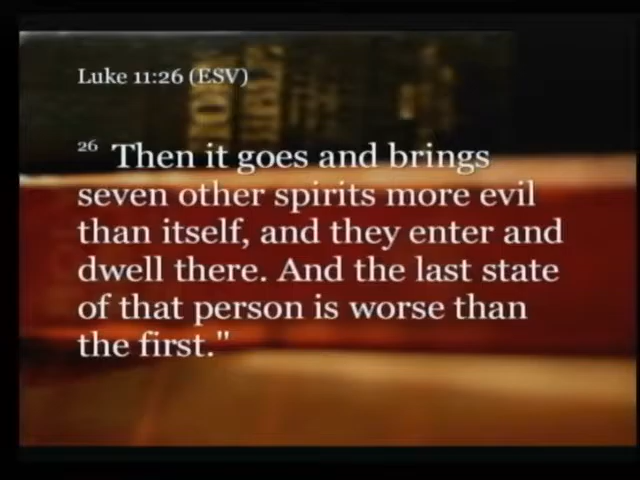 Luke 11:26 (ESV)
26 Then it goes and brings
seven other spirits more evil
than itself, and they enter and
dwell there. And the last state
of that person is worse than
the first."